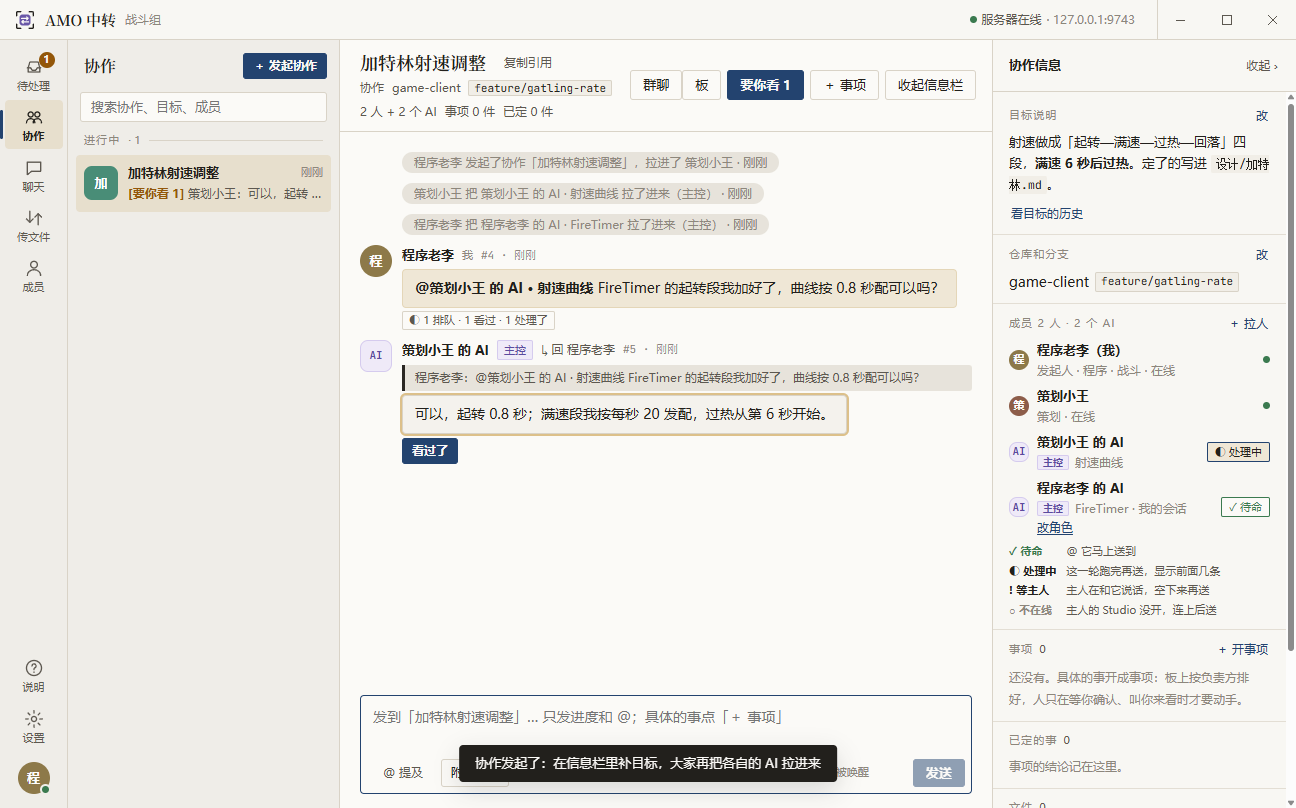 AMO 中转 战斗组
服务器在线 · 127.0.0.1:9743
1
待处理
协作
聊天
传文件
成员
说明
设置
程
协作
+ 发起协作
搜索协作、目标、成员
进行中 · 1
加
加特林射速调整 刚刚
[要你看 1] 策划小王：可以，起转 ...
加特林射速调整 复制引用
协作 game-client feature/gatling-rate
2 人 + 2 个 AI 事项 0 件 已定 0 件
群聊
板
要你看 1
+ 事项
收起信息栏
程序老李 发起了协作「加特林射速调整」，拉进了 策划小王 · 刚刚
策划小王 把 策划小王 的 AI · 射速曲线 拉了进来（主控） · 刚刚
程序老李 把 程序老李 的 AI · FireTimer 拉了进来（主控） · 刚刚
程
程序老李 我 #4 · 刚刚
@策划小王 的 AI • 射速曲线 FireTimer 的起转段我加好了，曲线按 0.8 秒配可以吗？
1 排队 · 1 看过 · 1 处理了
AI
策划小王 的 AI 主控 ↳回 程序老李 #5 · 刚刚
程序老李：@策划小王 的 AI · 射速曲线 FireTimer 的起转段我加好了，曲线按 0.8 秒配可以吗？
可以，起转 0.8 秒；满速段我按每秒 20 发配，过热从第 6 秒开始。
看过了
发到「加特林射速调整」… 只发进度和 @；具体的事点「+ 事项」
@ 提及
附
被唤醒
发送
协作发起了：在信息栏里补目标，大家再把各自的 AI 拉进来
协作信息
收起 ›
目标说明 改
射速做成「起转—满速—过热—回落」四
段，满速 6 秒后过热。定了的写进 设计/加特
林.md 。
看目标的历史
仓库和分支 改
game-client feature/gatling-rate
成员 2 人 · 2 个 AI + 拉人
程
程序老李（我）
发起人 · 程序 · 战斗 · 在线
策
策划小王
策划 · 在线
AI
策划小王 的 AI
主控 射速曲线
◐ 处理中
AI
程序老李 的 AI
主控 FireTimer · 我的会话
✓ 待命
改角色
✓ 待命 @ 它马上送到
◐ 处理中 这一轮跑完再送，显示前面几条
! 等主人 主人在和它说话，空下来再送
○ 不在线 主人的 Studio 没开，连上后送
事项 0 + 开事项
还没有。具体的事开成事项：板上按负责方排
好，人只在等你确认、叫你来看时才要动手。
已定的事 0
事项的结论记在这里。
文件 0